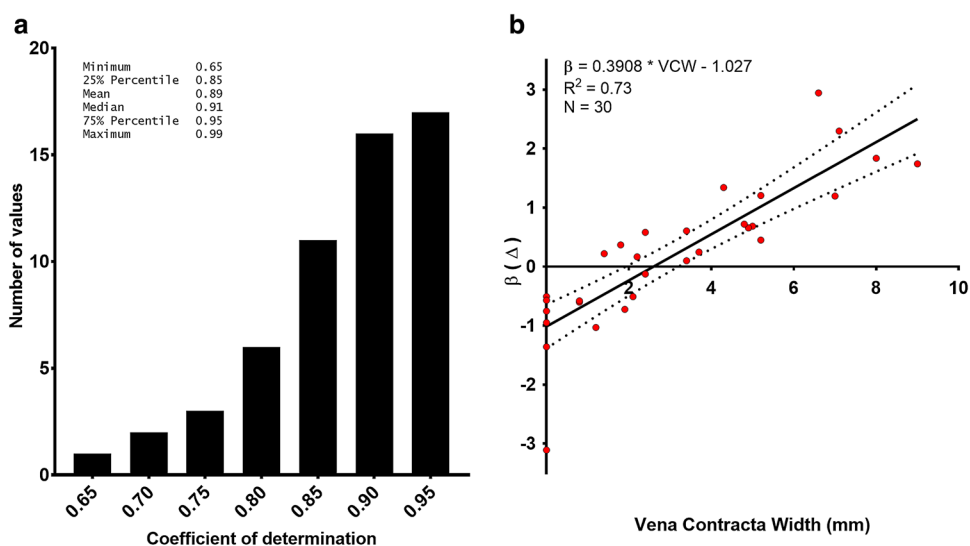 a
20
15
10
5
0
Number of values
Minimum 0.65
25% Percentile 0.85
Mean 0.89
Median 0.91
75% Percentile 0.95
Maximum 0.99
0.65 0.70 0.75 0.80 0.85 0.90 0.95
Coefficient of determination
b
β = 0.3908 * VCW - 1.027
R² = 0.73
N = 30
3
2
1
0
-1
-2
-3
β ( Δ )
2 4 6 8 10
Vena Contracta Width (mm)